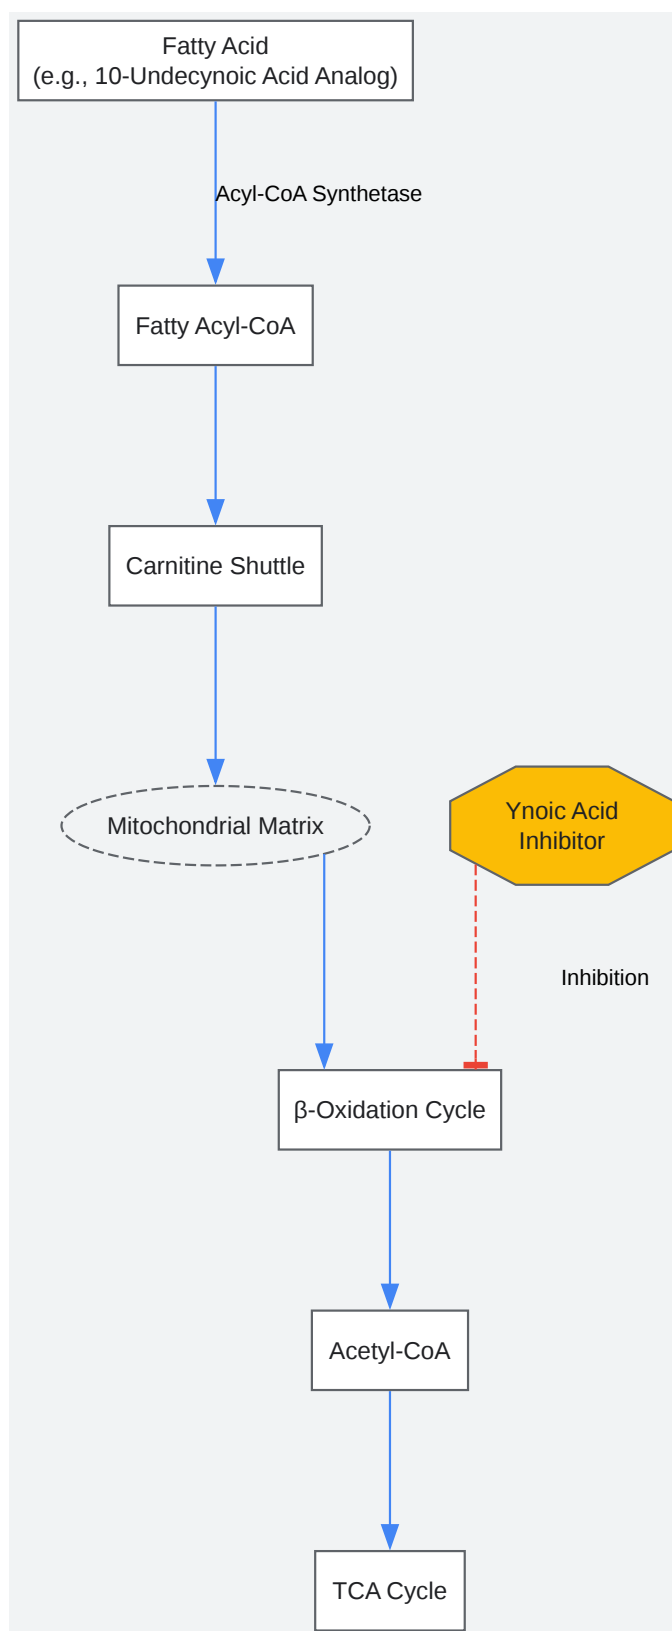 Fatty Acid
(e.g., 10-Undecynoic Acid Analog)
Acyl-CoA Synthetase
Fatty Acyl-CoA
Carnitine Shuttle
Mitochondrial Matrix
Ynoic Acid
Inhibitor
Inhibition
β-Oxidation Cycle
Acetyl-CoA
TCA Cycle